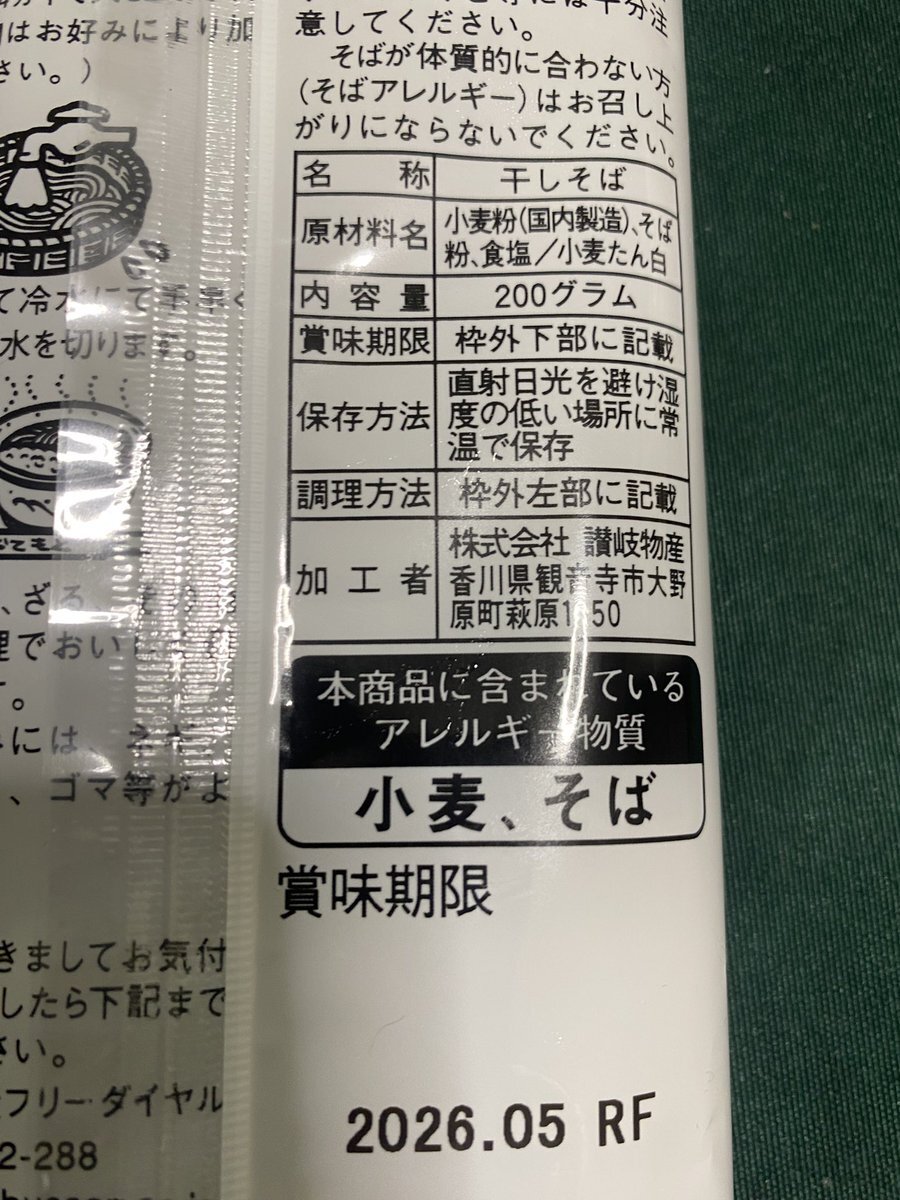 はお好みにより加
さい。)
意してください。
そばが体質的に合わない方
(そばアレルギー)はお召し上
がりにならないでください。
名称 干しそば
原材料名 小麦粉(国内製造)、そば
粉、食塩/小麦たん白
内容量 200グラム
賞味期限 枠外下部に記載
保存方法 直射日光を避け湿
度の低い場所に常
温で保存
調理方法 枠外左部に記載
加工者 株式会社 讃岐物産
香川県観音寺市大野
原町萩原1 50
本商品に含まれている
アレルギー物質
小麦、そば
賞味期限
2026.05 RF
て冷水にて手早く
水を切ります。
、ざる
理でおいし
す。
には、ネギ
、ゴマ等がよ
きましてお気付
したら下記まで
さい。
フリーダイヤル
2-288